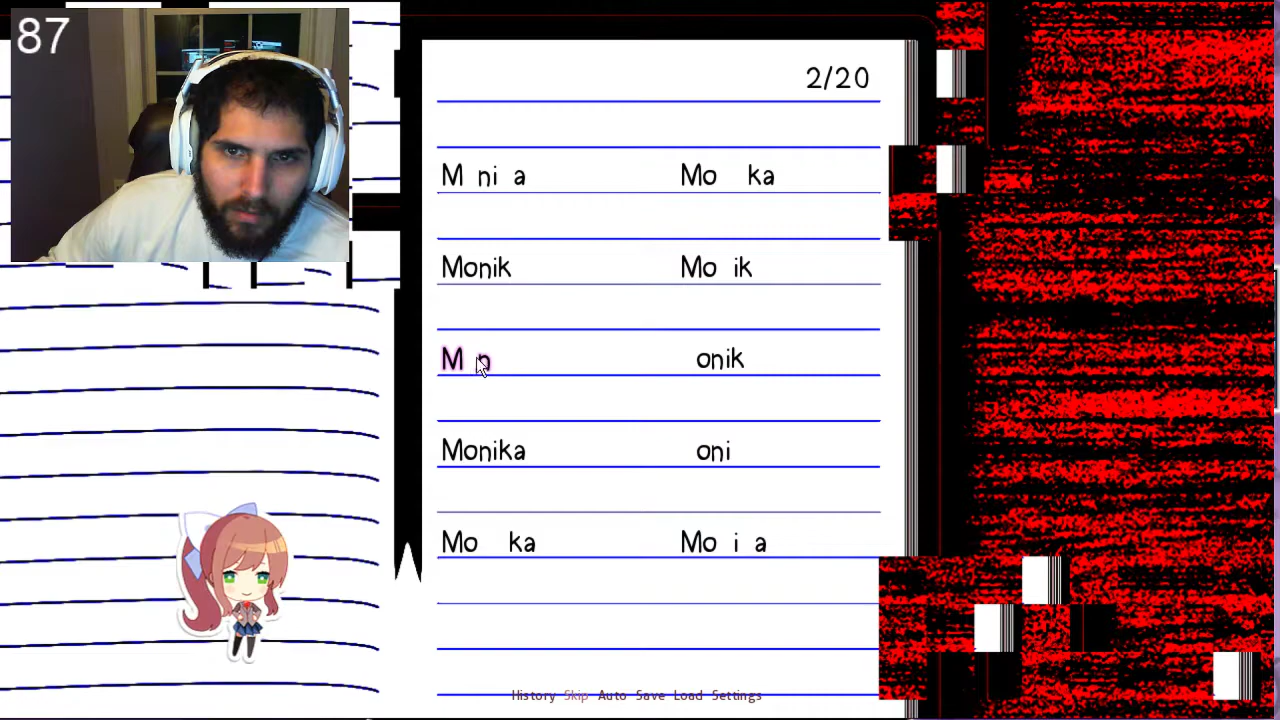 87
2/20
M ni a Mo ka
Monik Mo ik
M n onik
Monika oni
Mo ka Mo i a
History Skip Auto Save Load Settings